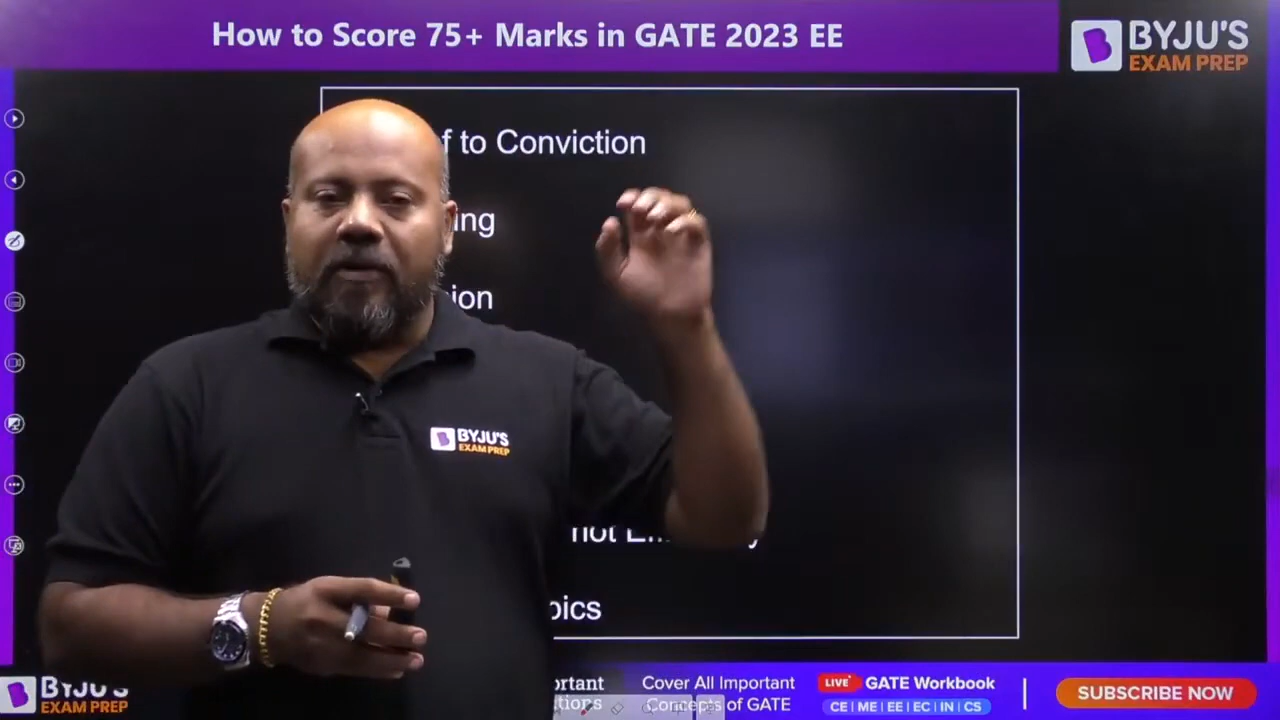 How to Score 75+ Marks in GATE 2023 EE
BYJU'S
EXAM PREP
f to Conviction
ing
ion
BYJU'S
EXAM PREP
not
pics
BYJU'S
EXAM PREP
ortant
tions
Cover All Important
Concepts of GATE
LIVE GATE Workbook
CE | ME | EE | EC | IN | CS
SUBSCRIBE NOW